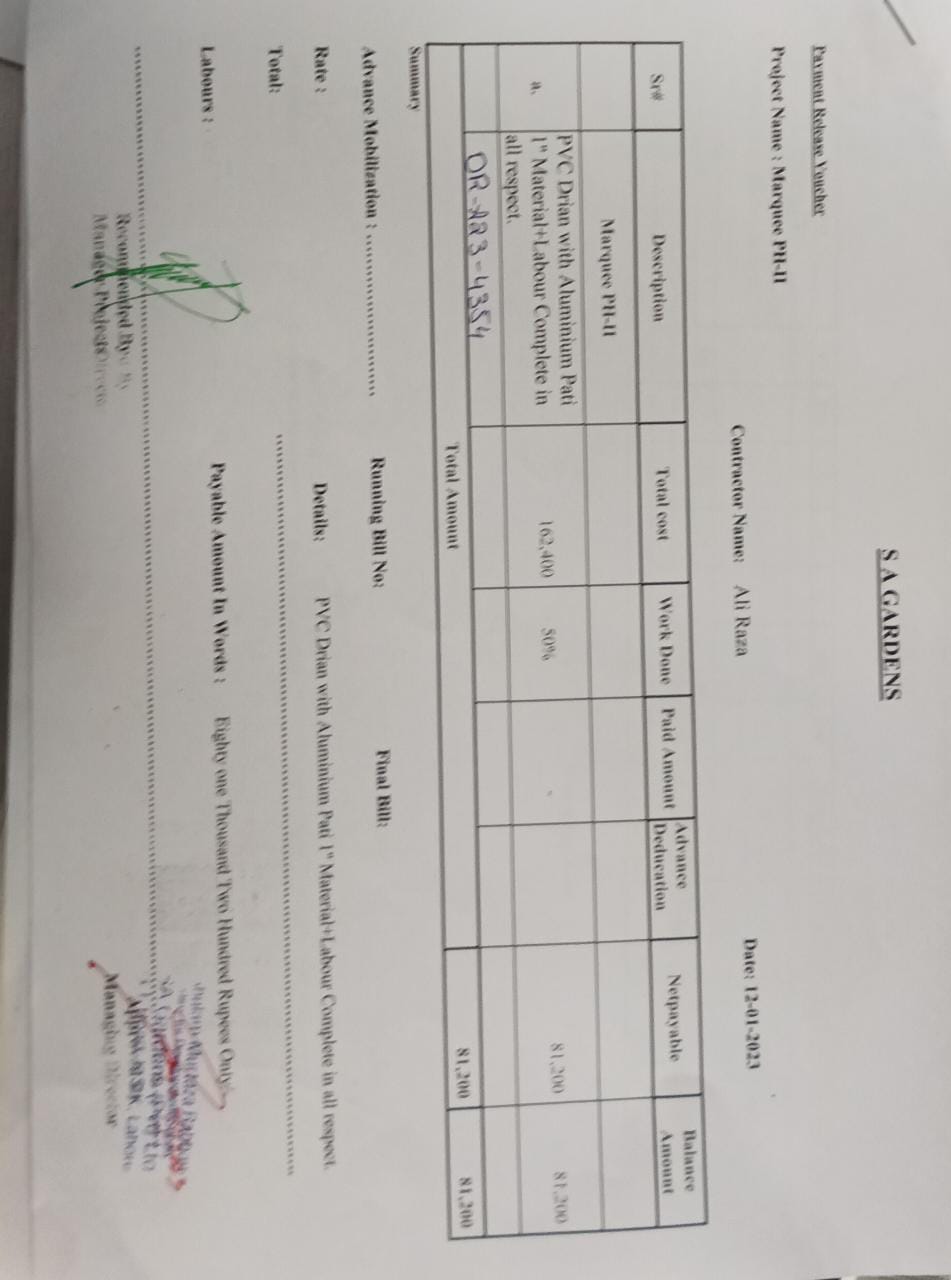 S A GARDENS
Payment Release Voucher
Project Name : Marquee PH-II
Contractor Name: Ali Raza
Date: 12-01-2023
Sr# Description Total cost Work Done Paid Amount Advance Deducation Netpayable Balance Amount
Marquee PH-II
a. PVC Drian with Aluminium Pati 1" Material+Labour Complete in all respect. 162,400 50% 81,200 81,200
OR-123-4354
Total Amount 81,200 81,200
Summary
Advance Mobilization : Running Bill No: Final Bill:
Rate : Details: PVC Drian with Aluminium Pati 1" Material+Labour Complete in all respect.
Total:
Labours : Payable Amount In Words : Eighty one Thousand Two Hundred Rupees Only
Recommended By
Manager Projects
Managing Director